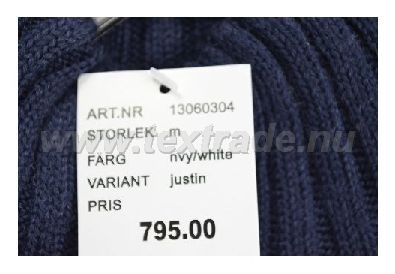 ART.NR 13060304
STORLEK m
FARG nvy/white
VARIANT justin
PRIS
795.00
www.textrade.nu